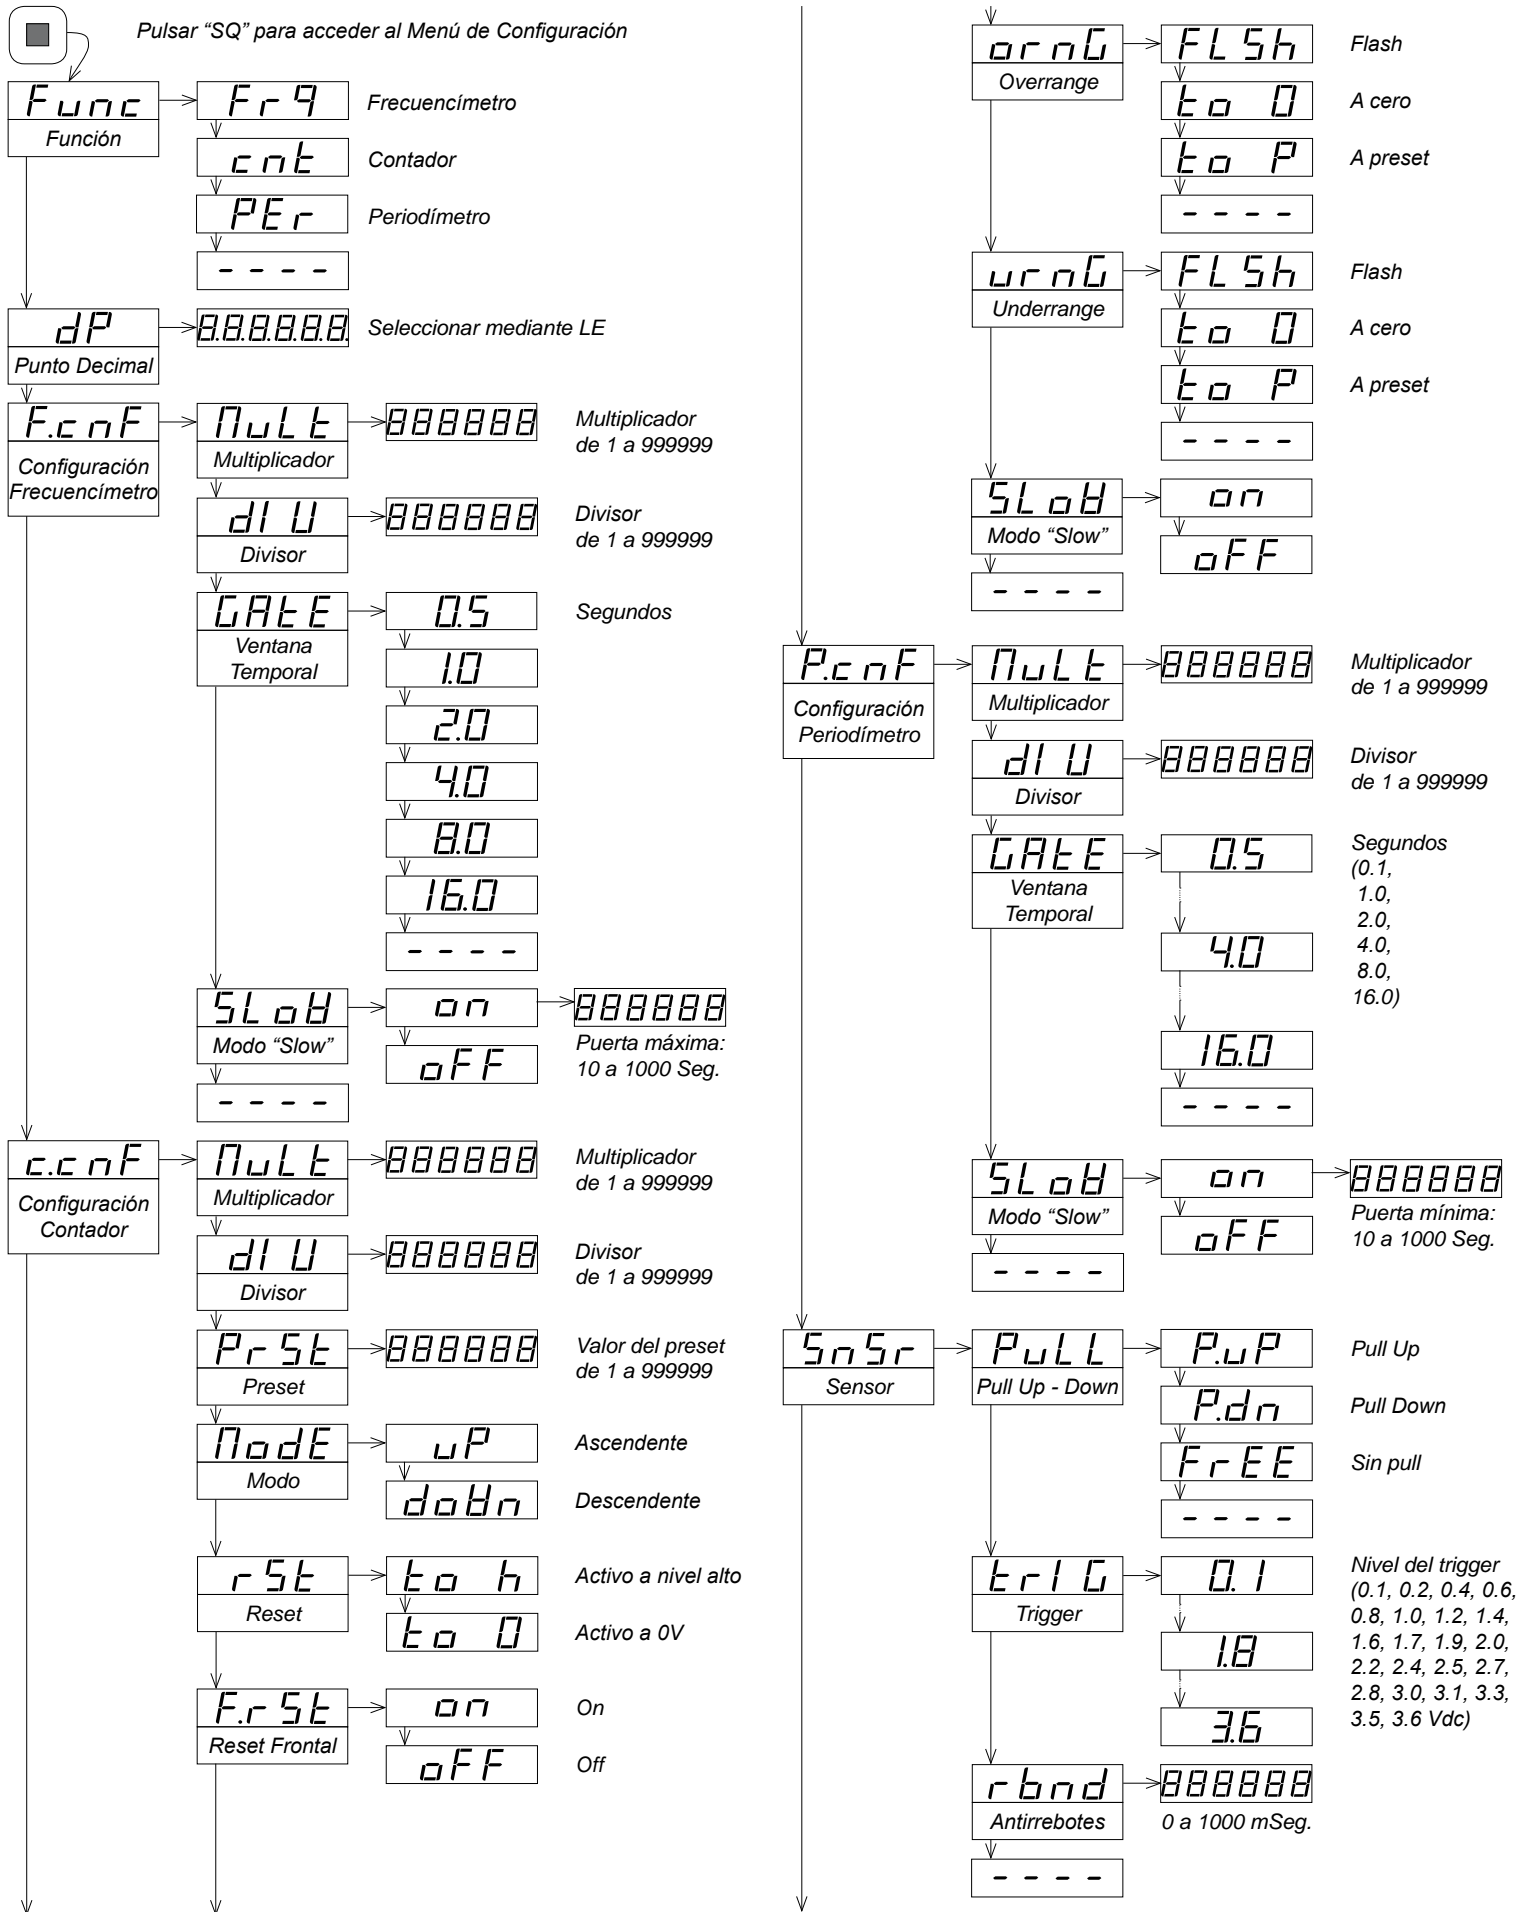 Pulsar “SQ” para acceder al Menú de Configuración
Func
Función
Frq
Frecuencímetro
cnt
Contador
PEr
Periodímetro
- - - -
dP
Punto Decimal
8.8.8.8.8.8.
Seleccionar mediante LE
F.cnF
Configuración
Frecuencímetro
MuLt
Multiplicador
888888
Multiplicador
de 1 a 999999
dIV
Divisor
888888
Divisor
de 1 a 999999
GAtE
Ventana
Temporal
0.5
Segundos
1.0
2.0
4.0
8.0
16.0
- - - -
SLoW
Modo “Slow”
on
888888
Puerta máxima:
10 a 1000 Seg.
oFF
- - - -
c.cnF
Configuración
Contador
MuLt
Multiplicador
888888
Multiplicador
de 1 a 999999
dIV
Divisor
888888
Divisor
de 1 a 999999
PrSt
Preset
888888
Valor del preset
de 1 a 999999
ModE
Modo
uP
Ascendente
doWn
Descendente
rSt
Reset
to h
Activo a nivel alto
to 0
Activo a 0V
F.rSt
Reset Frontal
on
On
oFF
Off
ornG
Overrange
FLSh
Flash
to 0
A cero
to P
A preset
- - - -
urnG
Underrange
FLSh
Flash
to 0
A cero
to P
A preset
- - - -
SLoW
Modo “Slow”
on
oFF
- - - -
P.cnF
Configuración
Periodímetro
MuLt
Multiplicador
888888
Multiplicador
de 1 a 999999
dIV
Divisor
888888
Divisor
de 1 a 999999
GAtE
Ventana
Temporal
0.5
4.0
16.0
- - - -
Segundos
(0.1,
1.0,
2.0,
4.0,
8.0,
16.0)
SLoW
Modo “Slow”
on
888888
Puerta mínima:
10 a 1000 Seg.
oFF
- - - -
SnSr
Sensor
PuLL
Pull Up - Down
P.uP
Pull Up
P.dn
Pull Down
FrEE
Sin pull
- - - -
trIG
Trigger
0.1
1.8
3.6
Nivel del trigger
(0.1, 0.2, 0.4, 0.6,
0.8, 1.0, 1.2, 1.4,
1.6, 1.7, 1.9, 2.0,
2.2, 2.4, 2.5, 2.7,
2.8, 3.0, 3.1, 3.3,
3.5, 3.6 Vdc)
rbnd
Antirrebotes
888888
0 a 1000 mSeg.
- - - -